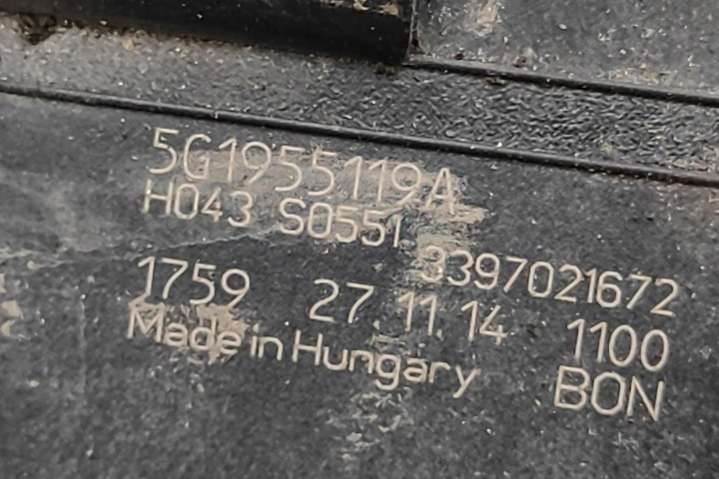 5G1955119A
H043 S0551 3397021672
1759 27.11.14 1100
Made in Hungary BON